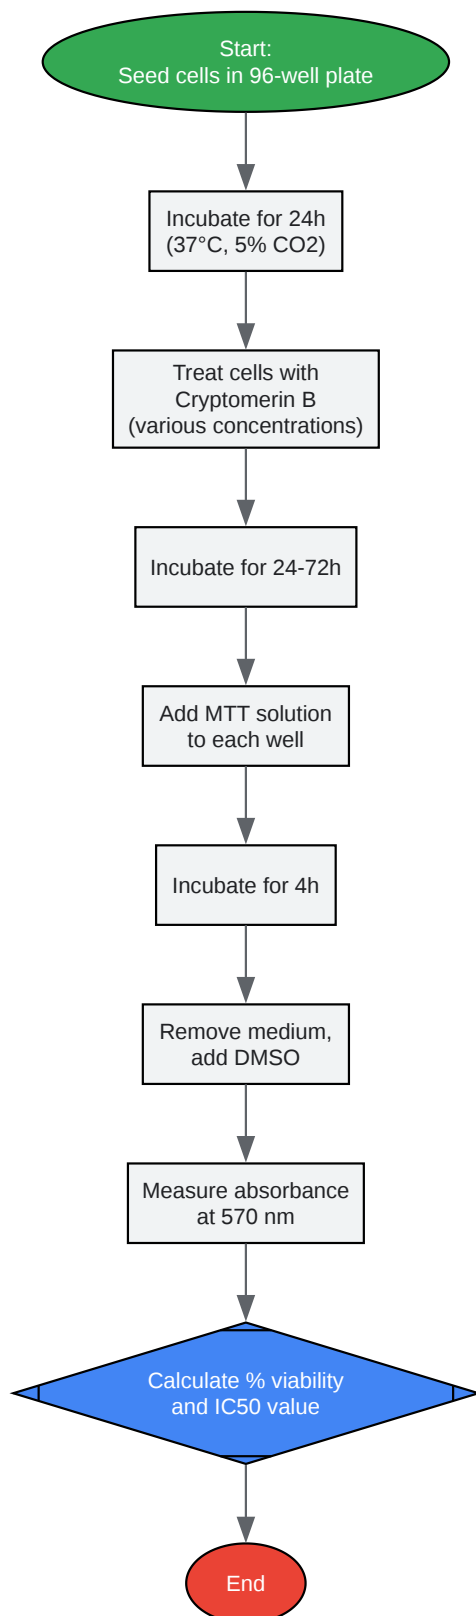 Start:
Seed cells in 96-well plate
Incubate for 24h
(37°C, 5% CO2)
Treat cells with
Cryptomerin B
(various concentrations)
Incubate for 24-72h
Add MTT solution
to each well
Incubate for 4h
Remove medium,
add DMSO
Measure absorbance
at 570 nm
Calculate % viability
and IC50 value
End